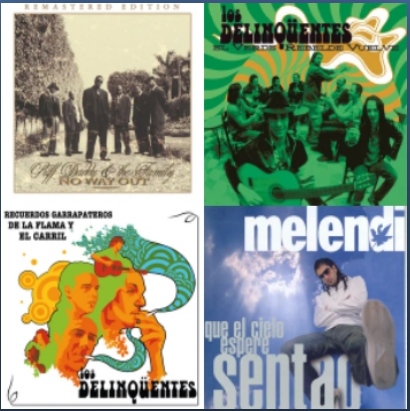 REMASTERED EDITION
Puff Daddy & the Family
NO WAY OUT
los
DELINQÜENTES
EL VERDE REBELDE VUELVE
RECUERDOS GARRAPATEROS
DE LA FLAMA Y
EL CARRIL
los
DELINQÜENTES
melendi
que el cielo
espere
sentao